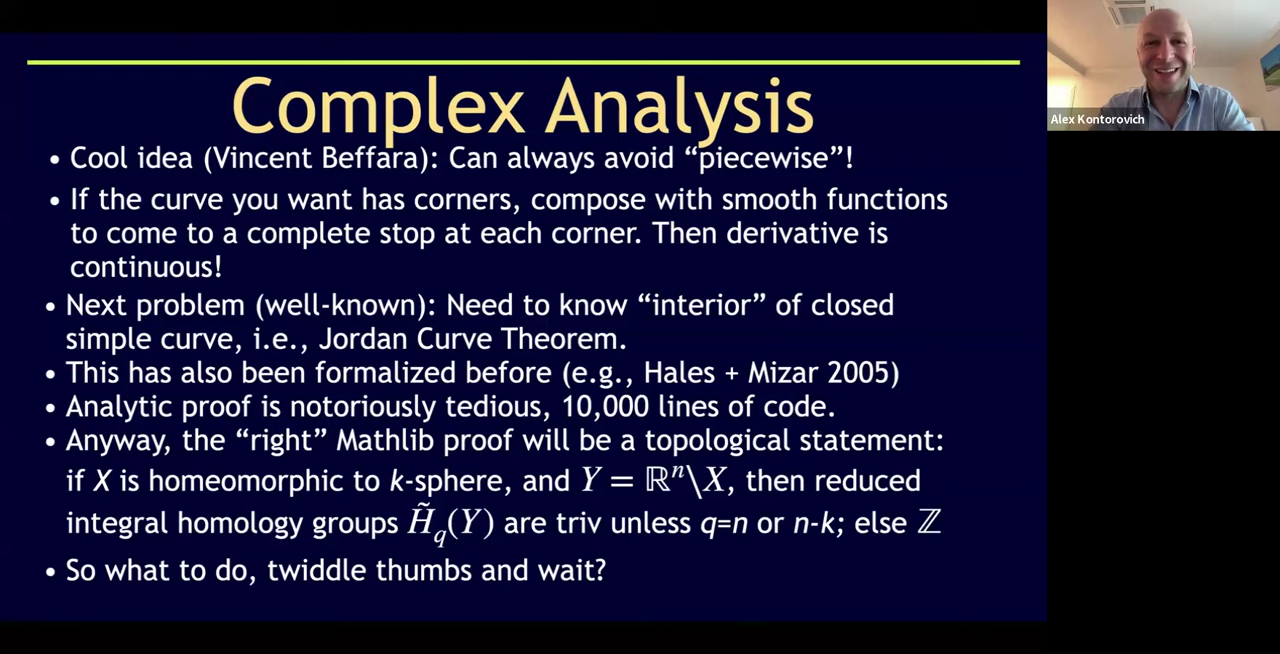 Complex Analysis
• Cool idea (Vincent Beffara): Can always avoid “piecewise”!
• If the curve you want has corners, compose with smooth functions
to come to a complete stop at each corner. Then derivative is
continuous!
• Next problem (well-known): Need to know “interior” of closed
simple curve, i.e., Jordan Curve Theorem.
• This has also been formalized before (e.g., Hales + Mizar 2005)
• Analytic proof is notoriously tedious, 10,000 lines of code.
• Anyway, the “right” Mathlib proof will be a topological statement:
if X is homeomorphic to k-sphere, and Y = ℝⁿ\X, then reduced
integral homology groups H̃_q(Y) are triv unless q=n or n-k; else ℤ
• So what to do, twiddle thumbs and wait?
Alex Kontorovich